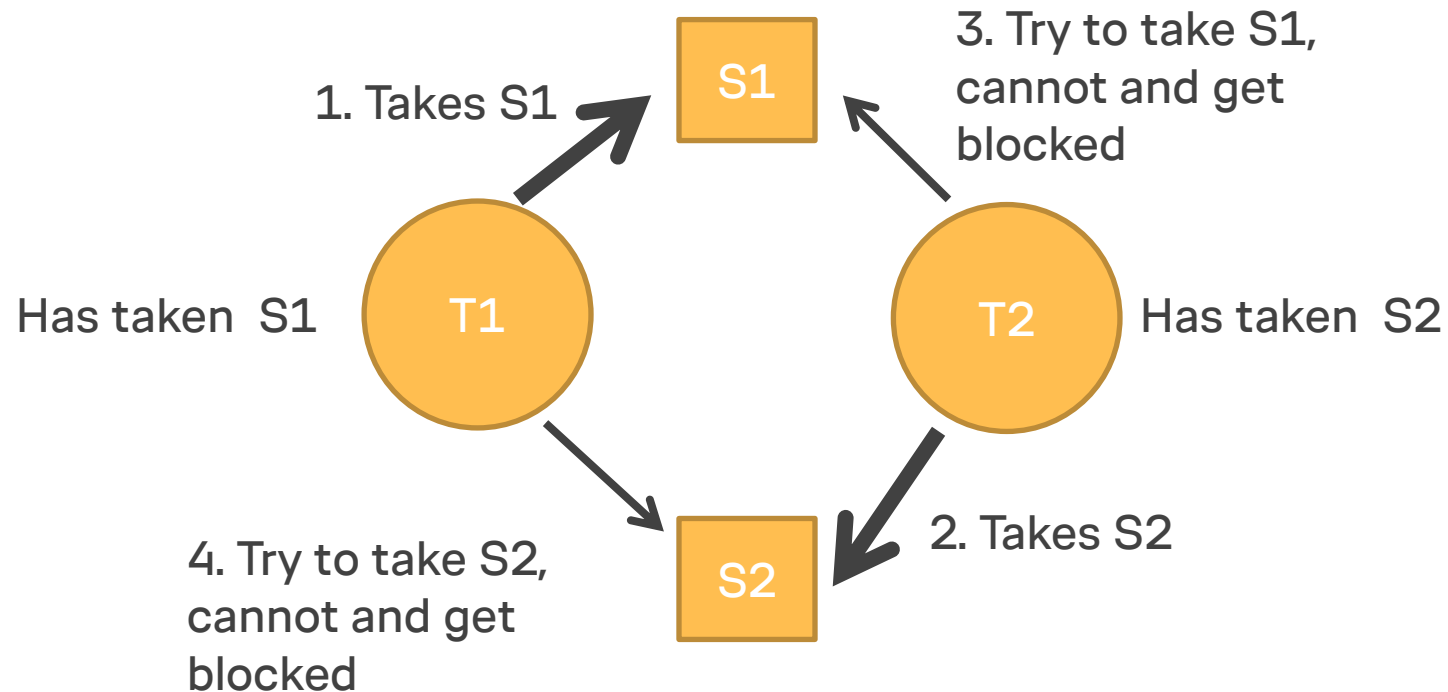 1. Takes S1
S1
3. Try to take S1,
cannot and get
blocked
Has taken  S1
T1
T2
Has taken  S2
4. Try to take S2,
cannot and get
blocked
S2
2. Takes S2